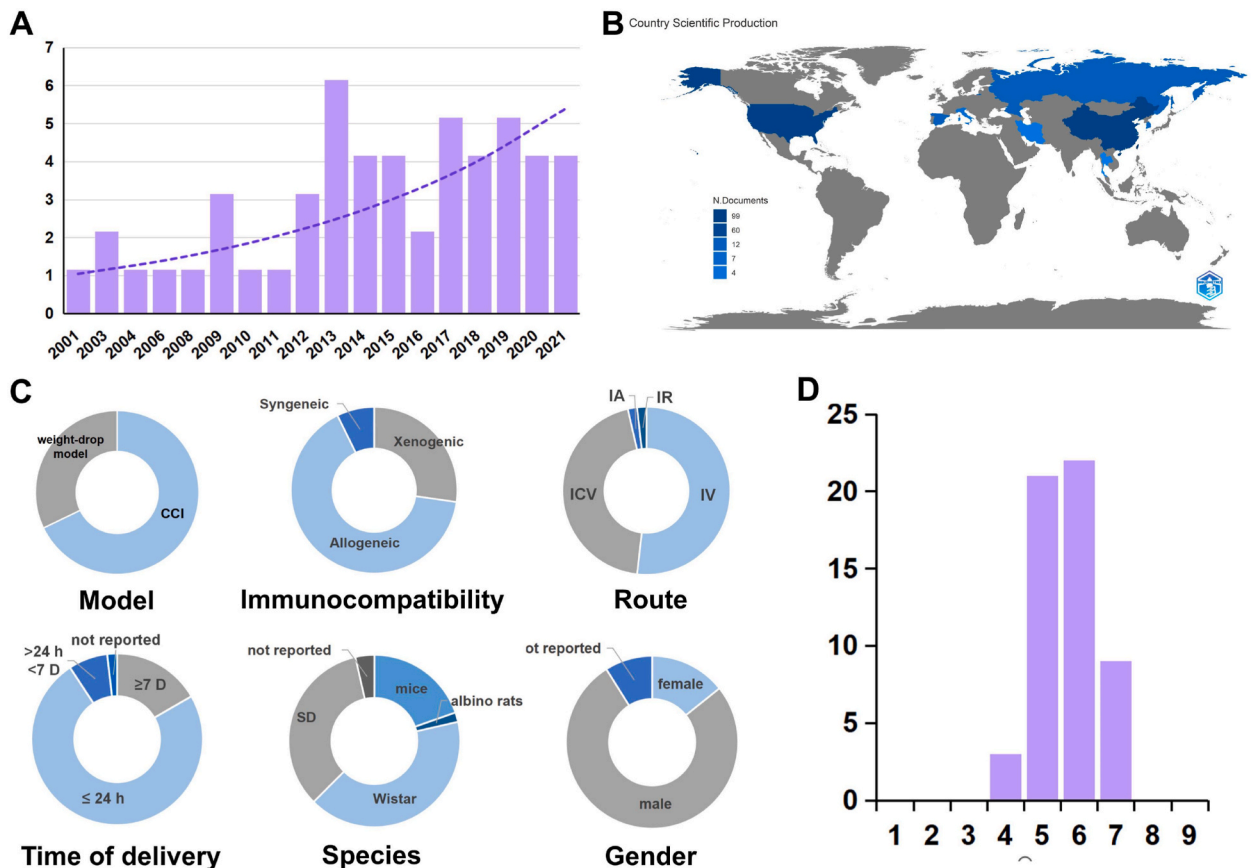 A
7
6
5
4
3
2
1
0
2001
2003
2004
2006
2008
2009
2010
2011
2012
2013
2014
2015
2016
2017
2018
2019
2020
2021
B
Country Scientific Production
N.Documents
99
60
12
7
4
C
weight-drop
model
CCI
Model
Syngeneic
Xenogenic
Allogeneic
Immunocompatibility
IA
IR
ICV
IV
Route
>24 h
<7 D
not reported
≥7 D
≤ 24 h
Time of delivery
not reported
mice
albino rats
SD
Wistar
Species
ot reported
female
male
Gender
D
25
20
15
10
5
0
1 2 3 4 5 6 7 8 9